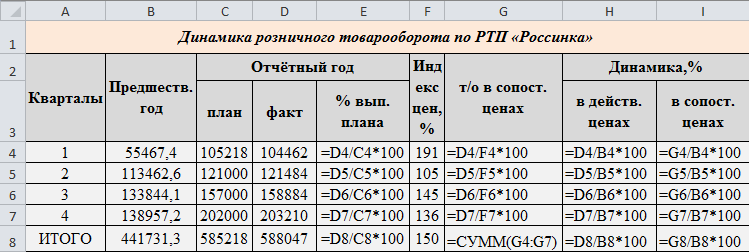 A B C D E F G H I
1 Динамика розничного товарооборота по РТП «Россинка»
2 Кварталы Предшеств. год Отчётный год Индекс цен, % т/о в сопост. ценах Динамика,%
3 план факт % вып. плана в действ. ценах в сопост. ценах
4 1 55467,4 105218 104462 =D4/C4*100 191 =D4/F4*100 =D4/B4*100 =G4/B4*100
5 2 113462,6 121000 121484 =D5/C5*100 105 =D5/F5*100 =D5/B5*100 =G5/B5*100
6 3 133844,1 157000 158884 =D6/C6*100 145 =D6/F6*100 =D6/B6*100 =G6/B6*100
7 4 138957,2 202000 203210 =D7/C7*100 136 =D7/F7*100 =D7/B7*100 =G7/B7*100
8 ИТОГО 441731,3 585218 588047 =D8/C8*100 150 =СУММ(G4:G7) =D8/B8*100 =G8/B8*100